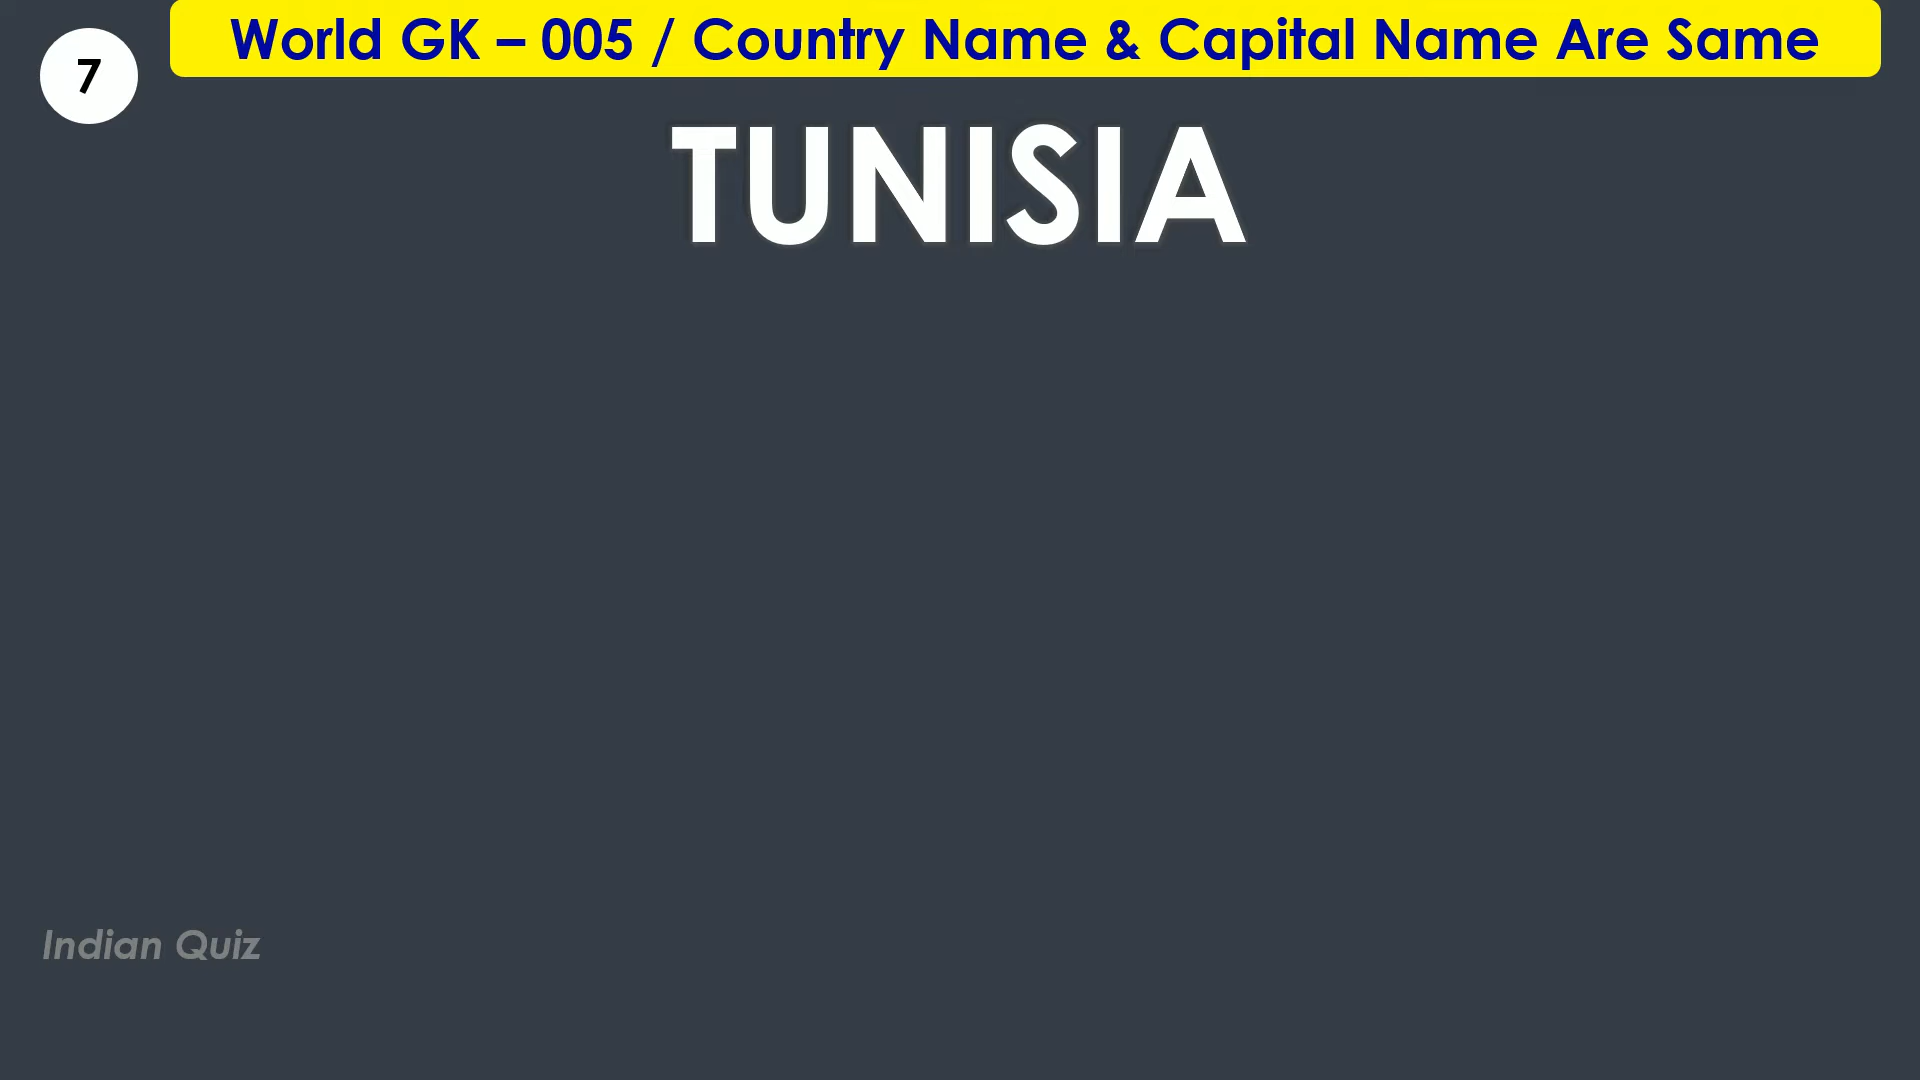 World GK – 005 / Country Name & Capital Name Are Same
7
TUNISIA
Indian Quiz